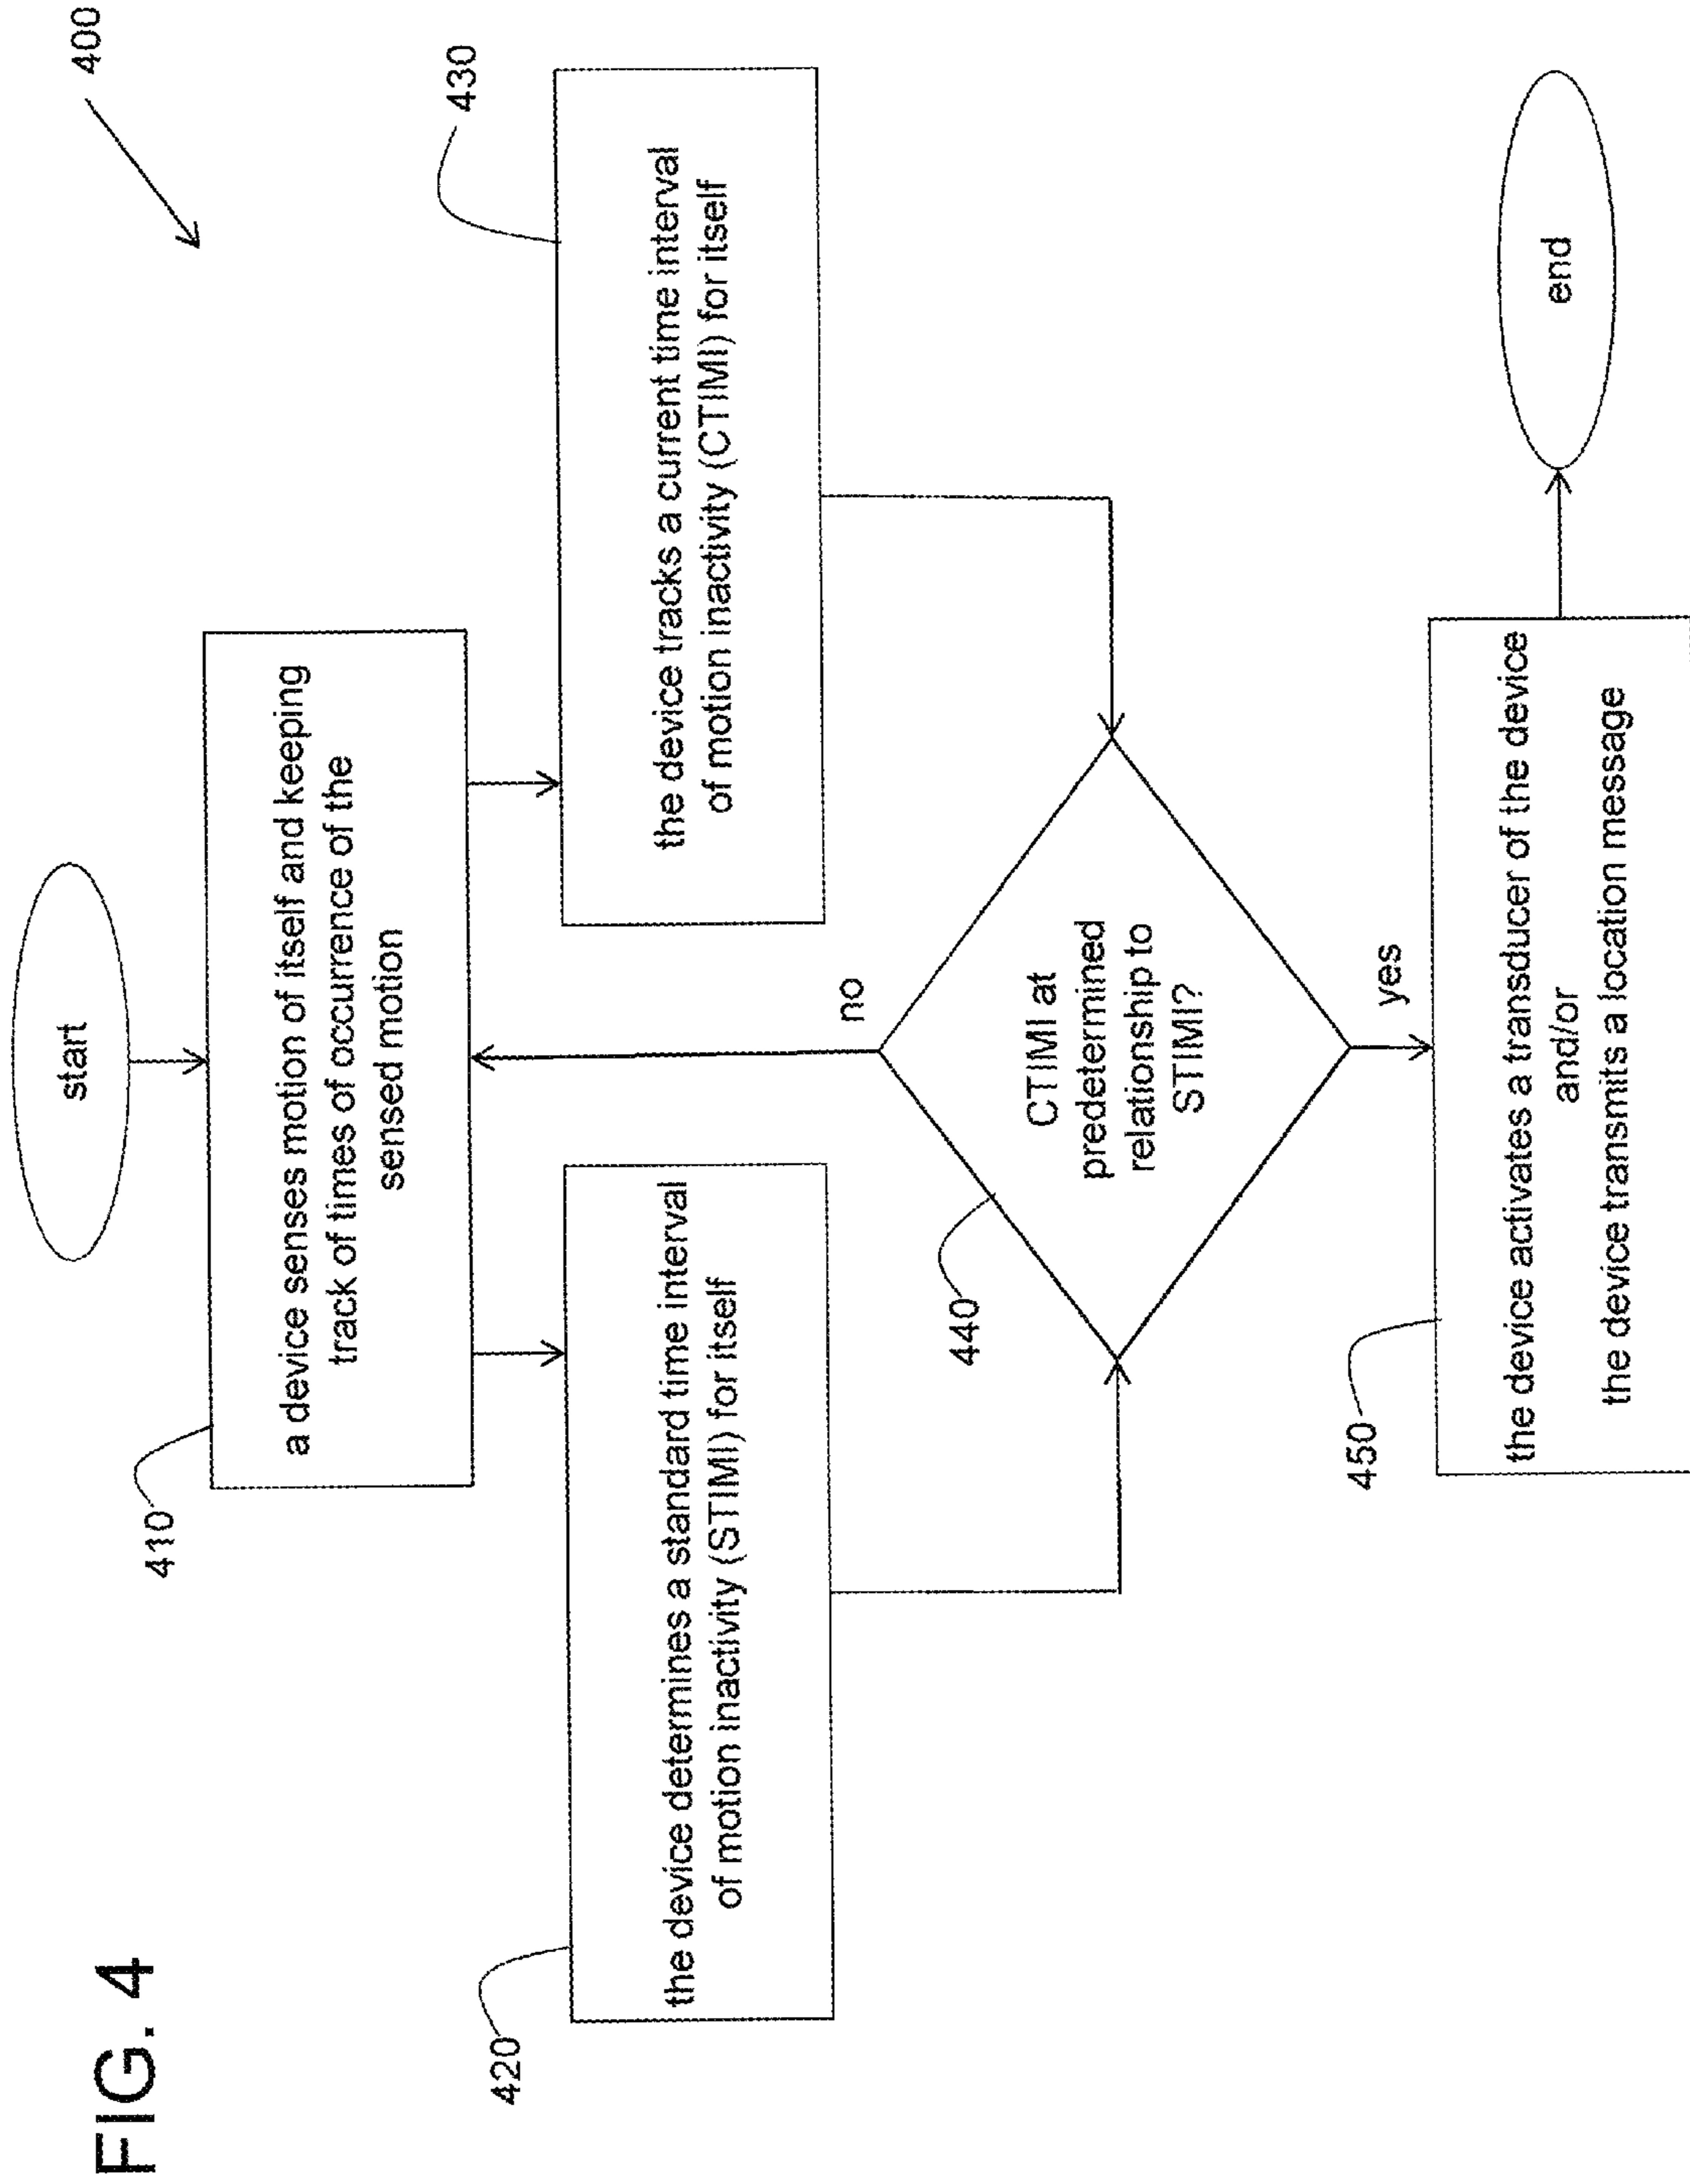 FIG. 4
400
start
410
a device senses motion of itself and keeping
track of times of occurrence of the
sensed motion
420
the device determines a standard time interval
of motion inactivity (STIMI) for itself
430
the device tracks a current time interval
of motion inactivity (CTIMI) for itself
no
440
CTIMI at
predetermined
relationship to
STIMI?
yes
450
the device activates a transducer of the device
and/or
the device transmits a location message
end